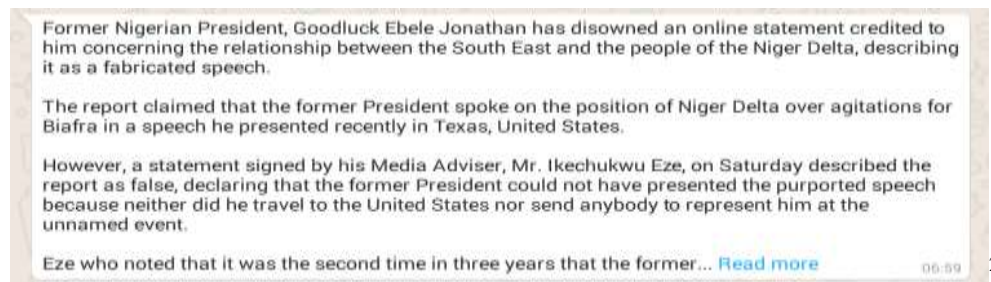 Former Nigerian President, Goodluck Ebele Jonathan has disowned an online statement credited to
him concerning the relationship between the South East and the people of the Niger Delta, describing
it as a fabricated speech.
The report claimed that the former President spoke on the position of Niger Delta over agitations for
Biafra in a speech he presented recently in Texas, United States.
However, a statement signed by his Media Adviser, Mr. Ikechukwu Eze, on Saturday described the
report as false, declaring that the former President could not have presented the purported speech
because neither did he travel to the United States nor send anybody to represent him at the
unnamed event.
Eze who noted that it was the second time in three years that the former... Read more
06:59